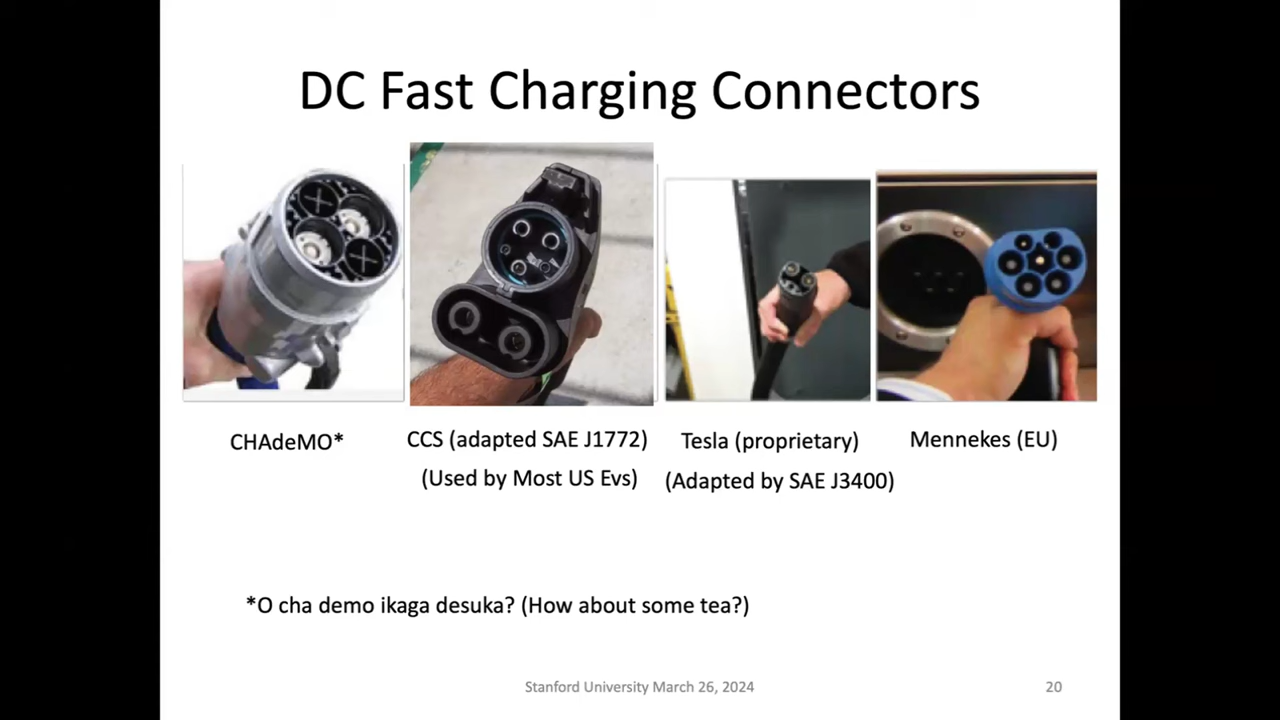 DC Fast Charging Connectors
CHAdeMO*
CCS (adapted SAE J1772)
(Used by Most US Evs)
Tesla (proprietary)
(Adapted by SAE J3400)
Mennekes (EU)
*O cha demo ikaga desuka? (How about some tea?)
Stanford University March 26, 2024
20